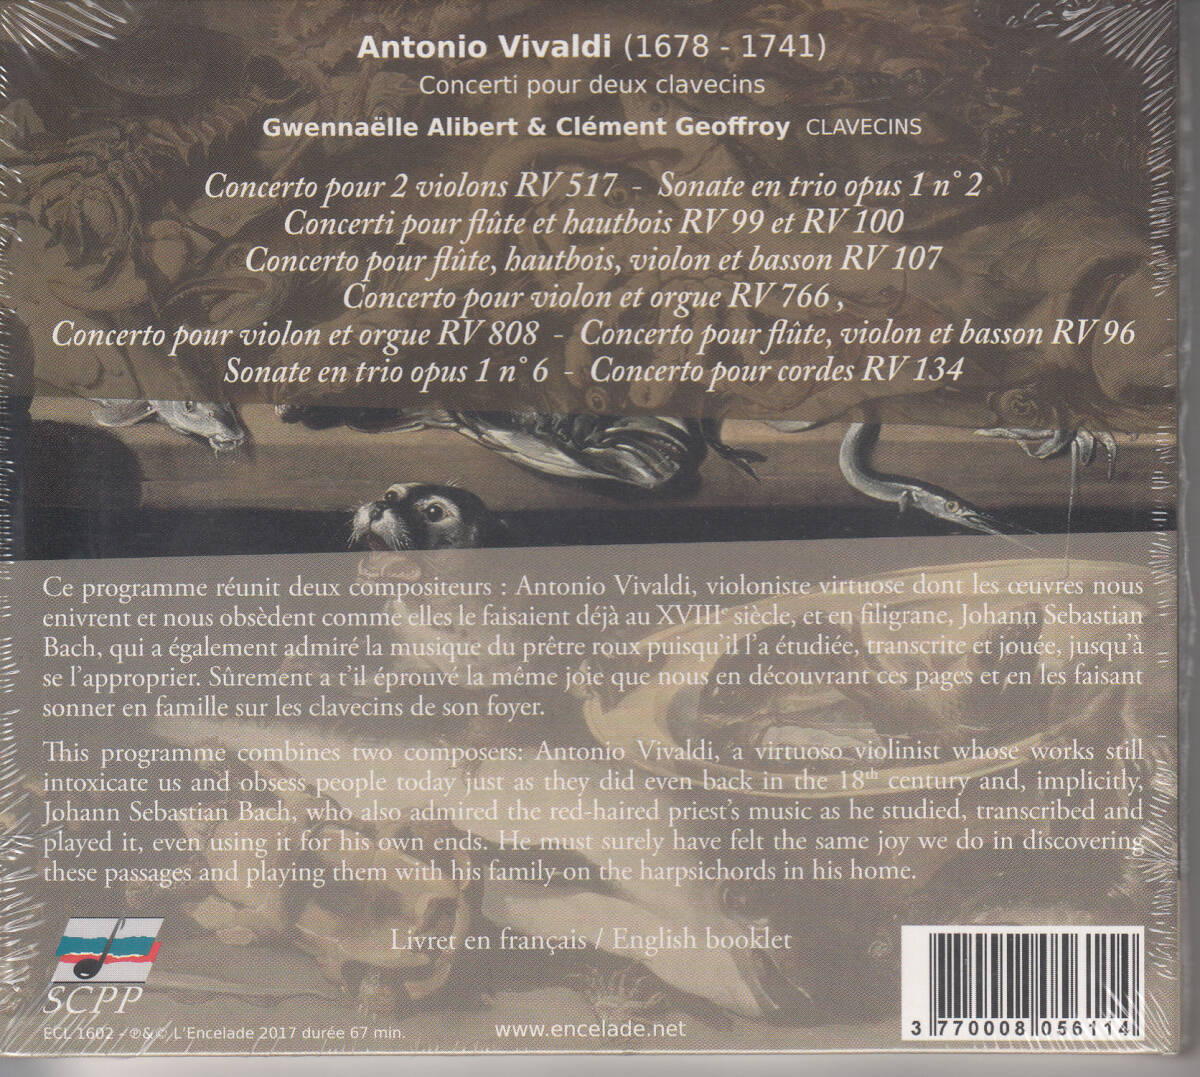 Antonio Vivaldi (1678 - 1741)
Concerti pour deux clavecins
Gwennaëlle Alibert & Clément Geoffroy CLAVECINS
Concerto pour 2 violons RV 517 - Sonate en trio opus 1 n° 2
Concerti pour flûte et hautbois RV 99 et RV 100
Concerto pour flûte, hautbois, violon et basson RV 107
Concerto pour violon et orgue RV 766 ,
Concerto pour violon et orgue RV 808 - Concerto pour flûte, violon et basson RV 96
Sonate en trio opus 1 n° 6 - Concerto pour cordes RV 134
Ce programme réunit deux compositeurs : Antonio Vivaldi, violoniste virtuose dont les œuvres nous
enivrent et nous obsèdent comme elles le faisaient déjà au XVIIIe siècle, et en filigrane, Johann Sebastian
Bach, qui a également admiré la musique du prêtre roux puisqu'il l'a étudiée, transcrite et jouée, jusqu'à
se l'approprier. Sûrement a t'il éprouvé la même joie que nous en découvrant ces pages et en les faisant
sonner en famille sur les clavecins de son foyer.
This programme combines two composers: Antonio Vivaldi, a virtuoso violinist whose works still
intoxicate us and obsess people today just as they did even back in the 18th century and, implicitly,
Johann Sebastian Bach, who also admired the red-haired priest's music as he studied, transcribed and
played it, even using it for his own ends. He must surely have felt the same joy we do in discovering
these passages and playing them with his family on the harpsichords in his home.
Livret en français / English booklet
SCPP
ECL 1602 - ℗&© L'Encelade 2017 durée 67 min.
www.encelade.net
3 770008 056114